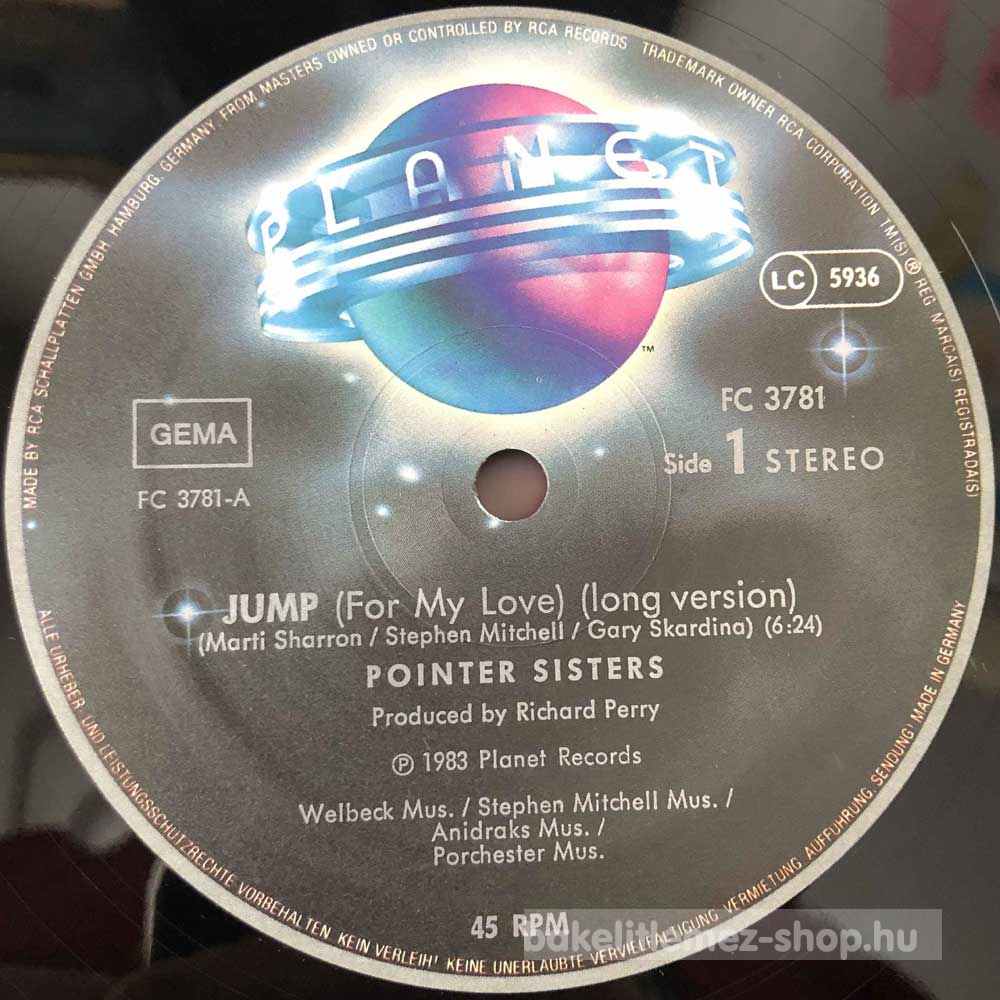 MADE BY RCA SCHALLPLATTEN GMBH HAMBURG, GERMANY, FROM MASTERS OWNED OR CONTROLLED BY RCA RECORDS TRADEMARK OWNER RCA CORPORATION TM(S) ® REG MARCA(S) REGISTRADA(S)
PLANET
™
LC 5936
GEMA
FC 3781-A
FC 3781
Side 1 STEREO
JUMP (For My Love) (long version)
(Marti Sharron / Stephen Mitchell / Gary Skardina) (6:24)
POINTER SISTERS
Produced by Richard Perry
℗ 1983 Planet Records
Welbeck Mus. / Stephen Mitchell Mus. /
Anidraks Mus. /
Porchester Mus.
45 RPM
ALLE URHEBER- UND LEISTUNGSSCHUTZRECHTE VORBEHALTEN. KEIN VERLEIH! KEINE UNERLAUBTE VERVIELFÄLTIGUNG, VERMIETUNG, AUFFÜHRUNG, SENDUNG! MADE IN GERMANY
bakelitlemez-shop.hu